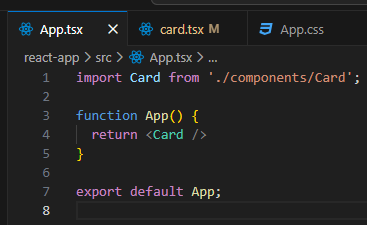 App.tsx card.tsx M App.css
react-app > src > App.tsx > ...
1 import Card from './components/Card';
2
3 function App() {
4 return <Card />
5 }
6
7 export default App;
8